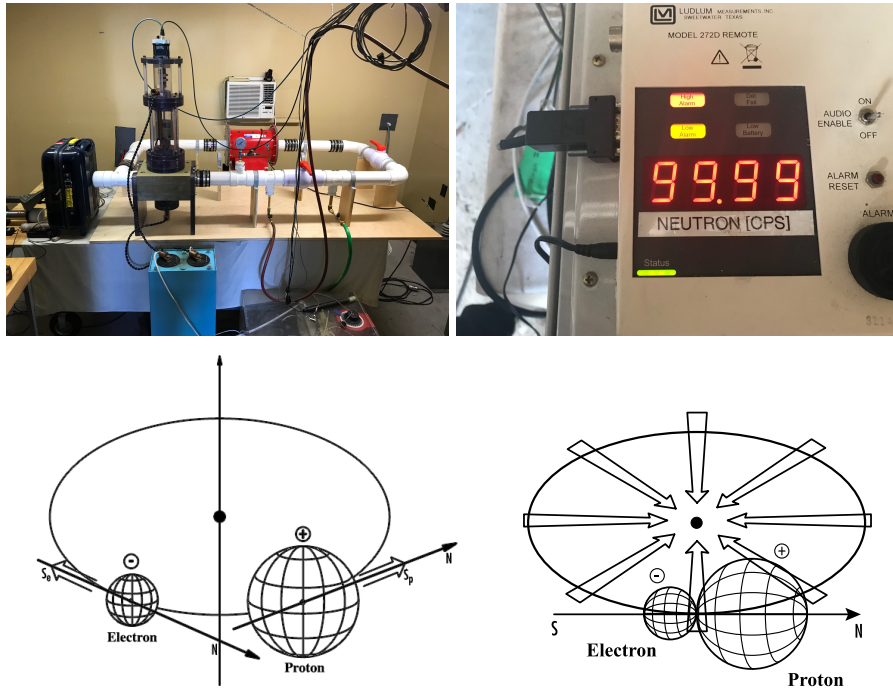 LUDLUM MEASUREMENTS, INC.
SWEETWATER, TEXAS
MODEL 272D REMOTE
High
Alarm
Det.
Fail
Low
Alarm
Low
Battery
ON
AUDIO
ENABLE
OFF
99.99
ALARM
RESET
NEUTRON [CPS]
ALARM
Status
-
+
Se
Sp
N
Electron
N
Proton
-
+
S
N
Electron
Proton